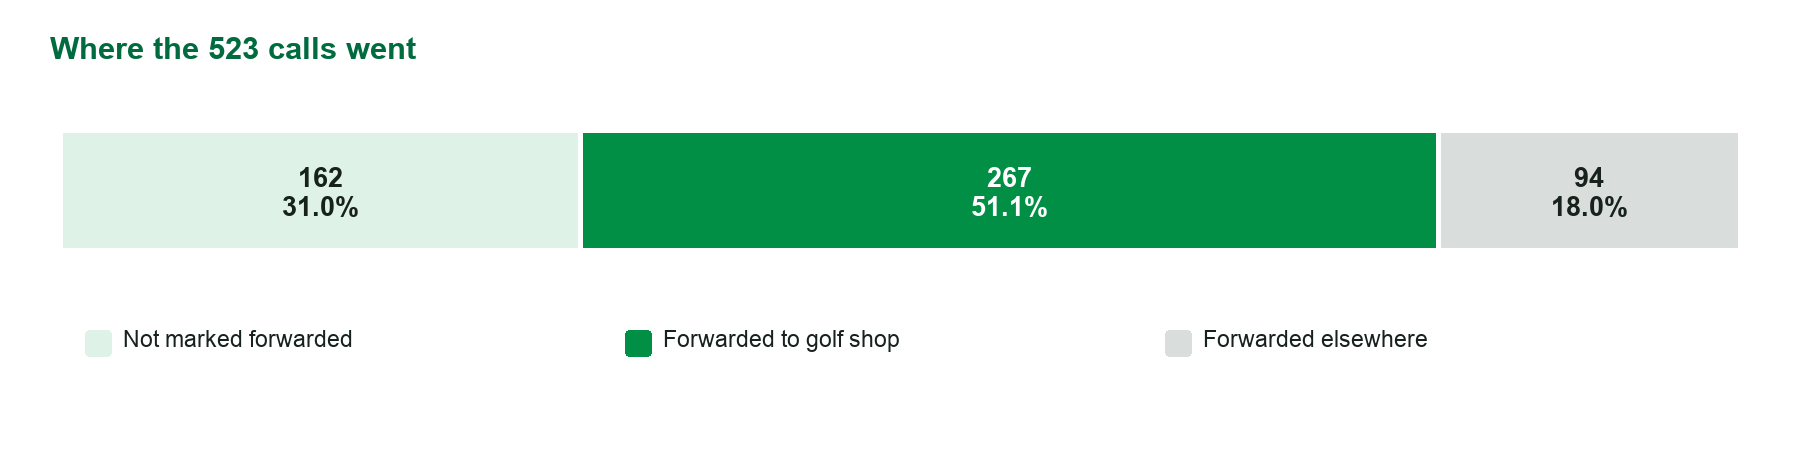 Where the 523 calls went
162
31.0%
267
51.1%
94
18.0%
Not marked forwarded
Forwarded to golf shop
Forwarded elsewhere